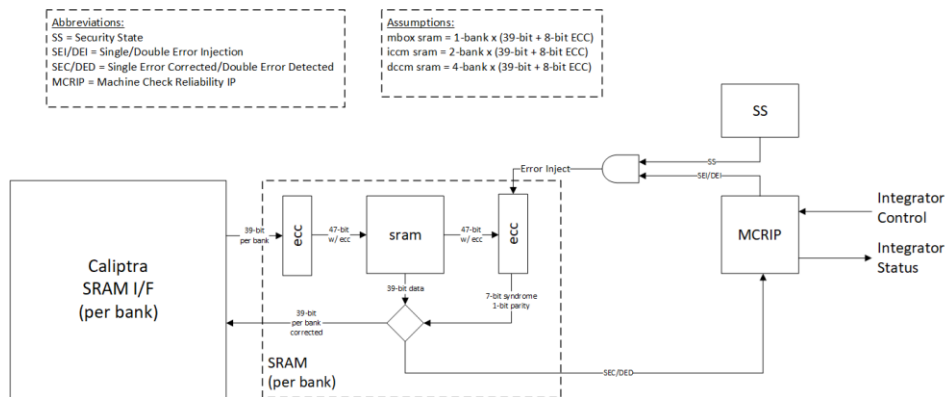 Abbreviations:
SS = Security State
SEI/DEI = Single/Double Error Injection
SEC/DED = Single Error Corrected/Double Error Detected
MCRIP = Machine Check Reliability IP
Assumptions:
mbox sram = 1-bank x (39-bit + 8-bit ECC)
iccm sram = 2-bank x (39-bit + 8-bit ECC)
dccm sram = 4-bank x (39-bit + 8-bit ECC)
SS
Error Inject
SS
SEI/DEI
Caliptra
SRAM I/F
(per bank)
39-bit
per bank
ecc
47-bit
w/ ecc
sram
47-bit
w/ ecc
ecc
MCRIP
Integrator
Control
Integrator
Status
39-bit data
7-bit syndrome
1-bit parity
39-bit
per bank
corrected
SRAM
(per bank)
SEC/DED